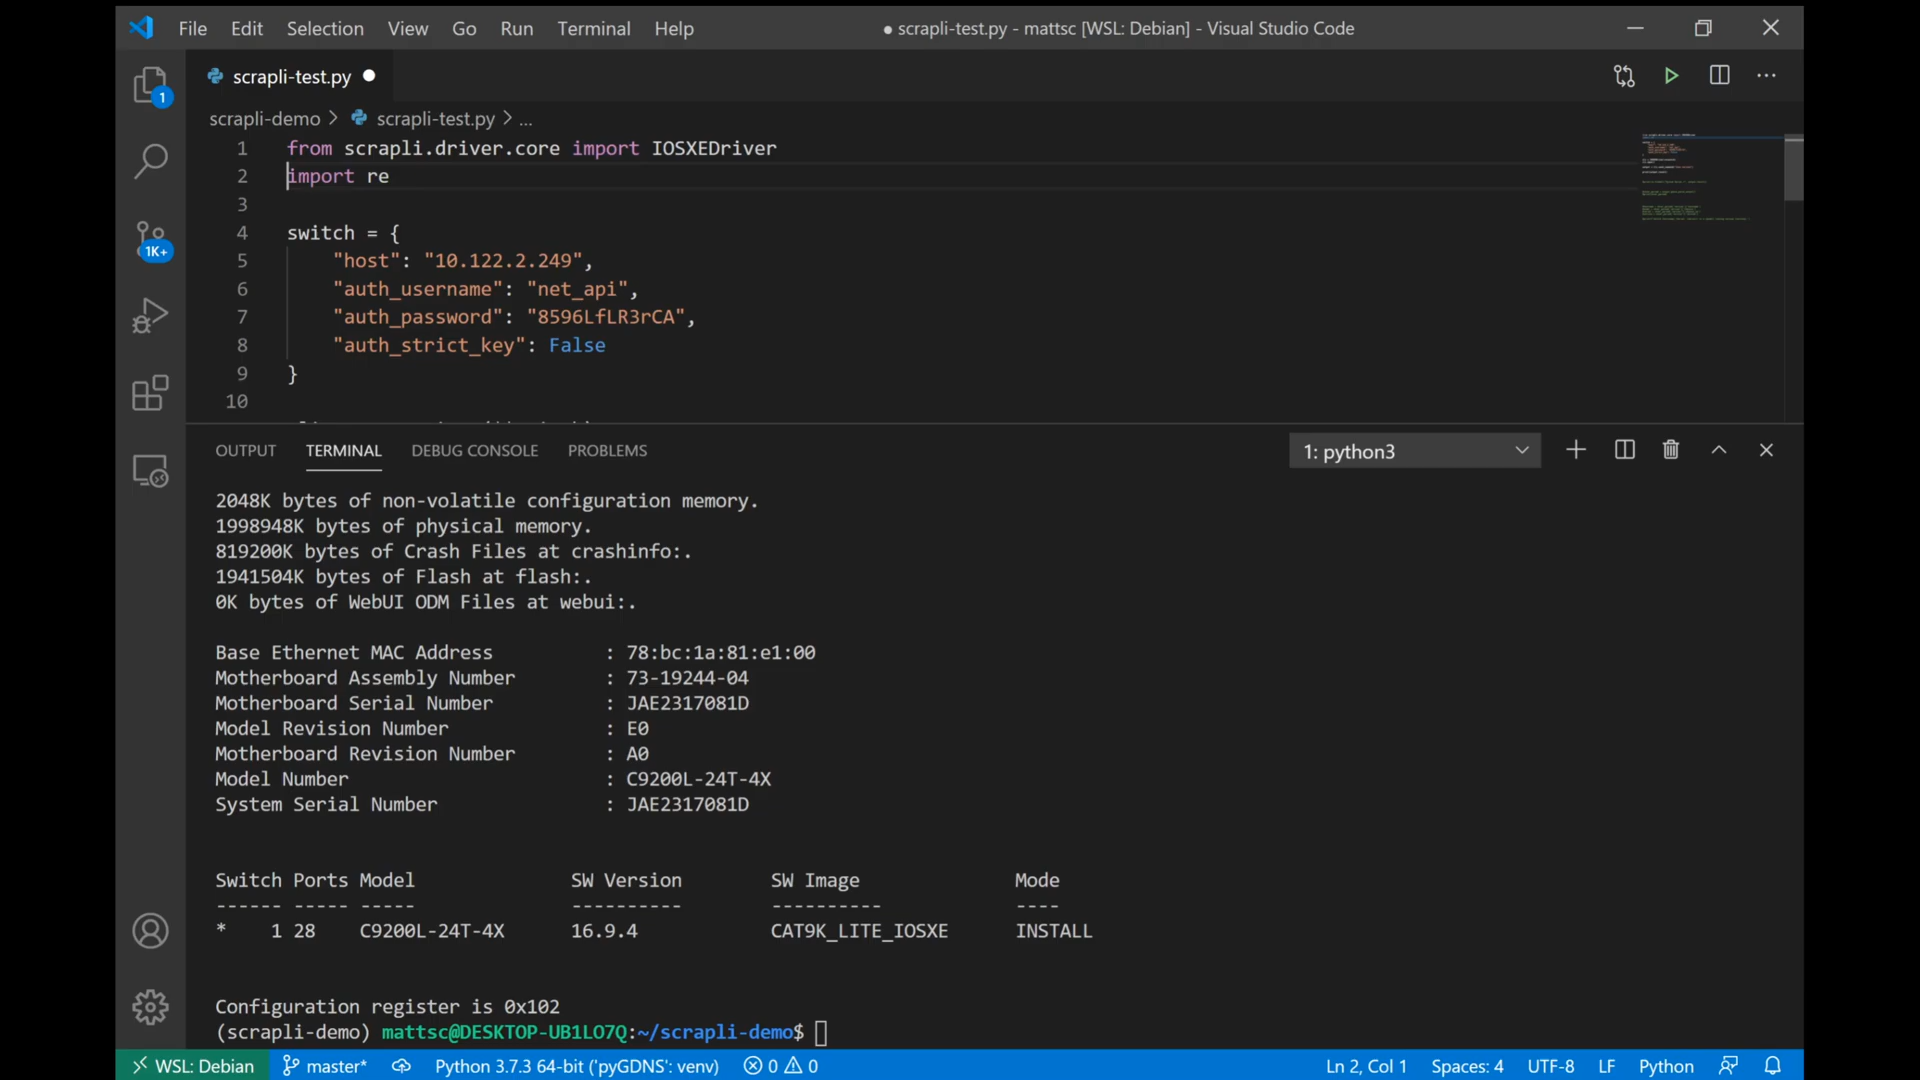 File Edit Selection View Go Run Terminal Help
● scrapli-test.py - mattsc [WSL: Debian] - Visual Studio Code
scrapli-test.py
scrapli-demo > scrapli-test.py > ...
1 from scrapli.driver.core import IOSXEDriver
2 import re
3
4 switch = {
5 "host": "10.122.2.249",
6 "auth_username": "net_api",
7 "auth_password": "8596LfLR3rCA",
8 "auth_strict_key": False
9 }
10
1
1K+
OUTPUT TERMINAL DEBUG CONSOLE PROBLEMS
1: python3
2048K bytes of non-volatile configuration memory.
1998948K bytes of physical memory.
819200K bytes of Crash Files at crashinfo:.
1941504K bytes of Flash at flash:.
0K bytes of WebUI ODM Files at webui:.
Base Ethernet MAC Address : 78:bc:1a:81:e1:00
Motherboard Assembly Number : 73-19244-04
Motherboard Serial Number : JAE2317081D
Model Revision Number : E0
Motherboard Revision Number : A0
Model Number : C9200L-24T-4X
System Serial Number : JAE2317081D
Switch Ports Model SW Version SW Image Mode
------ ----- ----- ---------- ---------- ----
* 1 28 C9200L-24T-4X 16.9.4 CAT9K_LITE_IOSXE INSTALL
Configuration register is 0x102
(scrapli-demo) mattsc@DESKTOP-UB1LO7Q:~/scrapli-demo$
WSL: Debian master* Python 3.7.3 64-bit ('pyGDNS': venv) 0 0 Ln 2, Col 1 Spaces: 4 UTF-8 LF Python